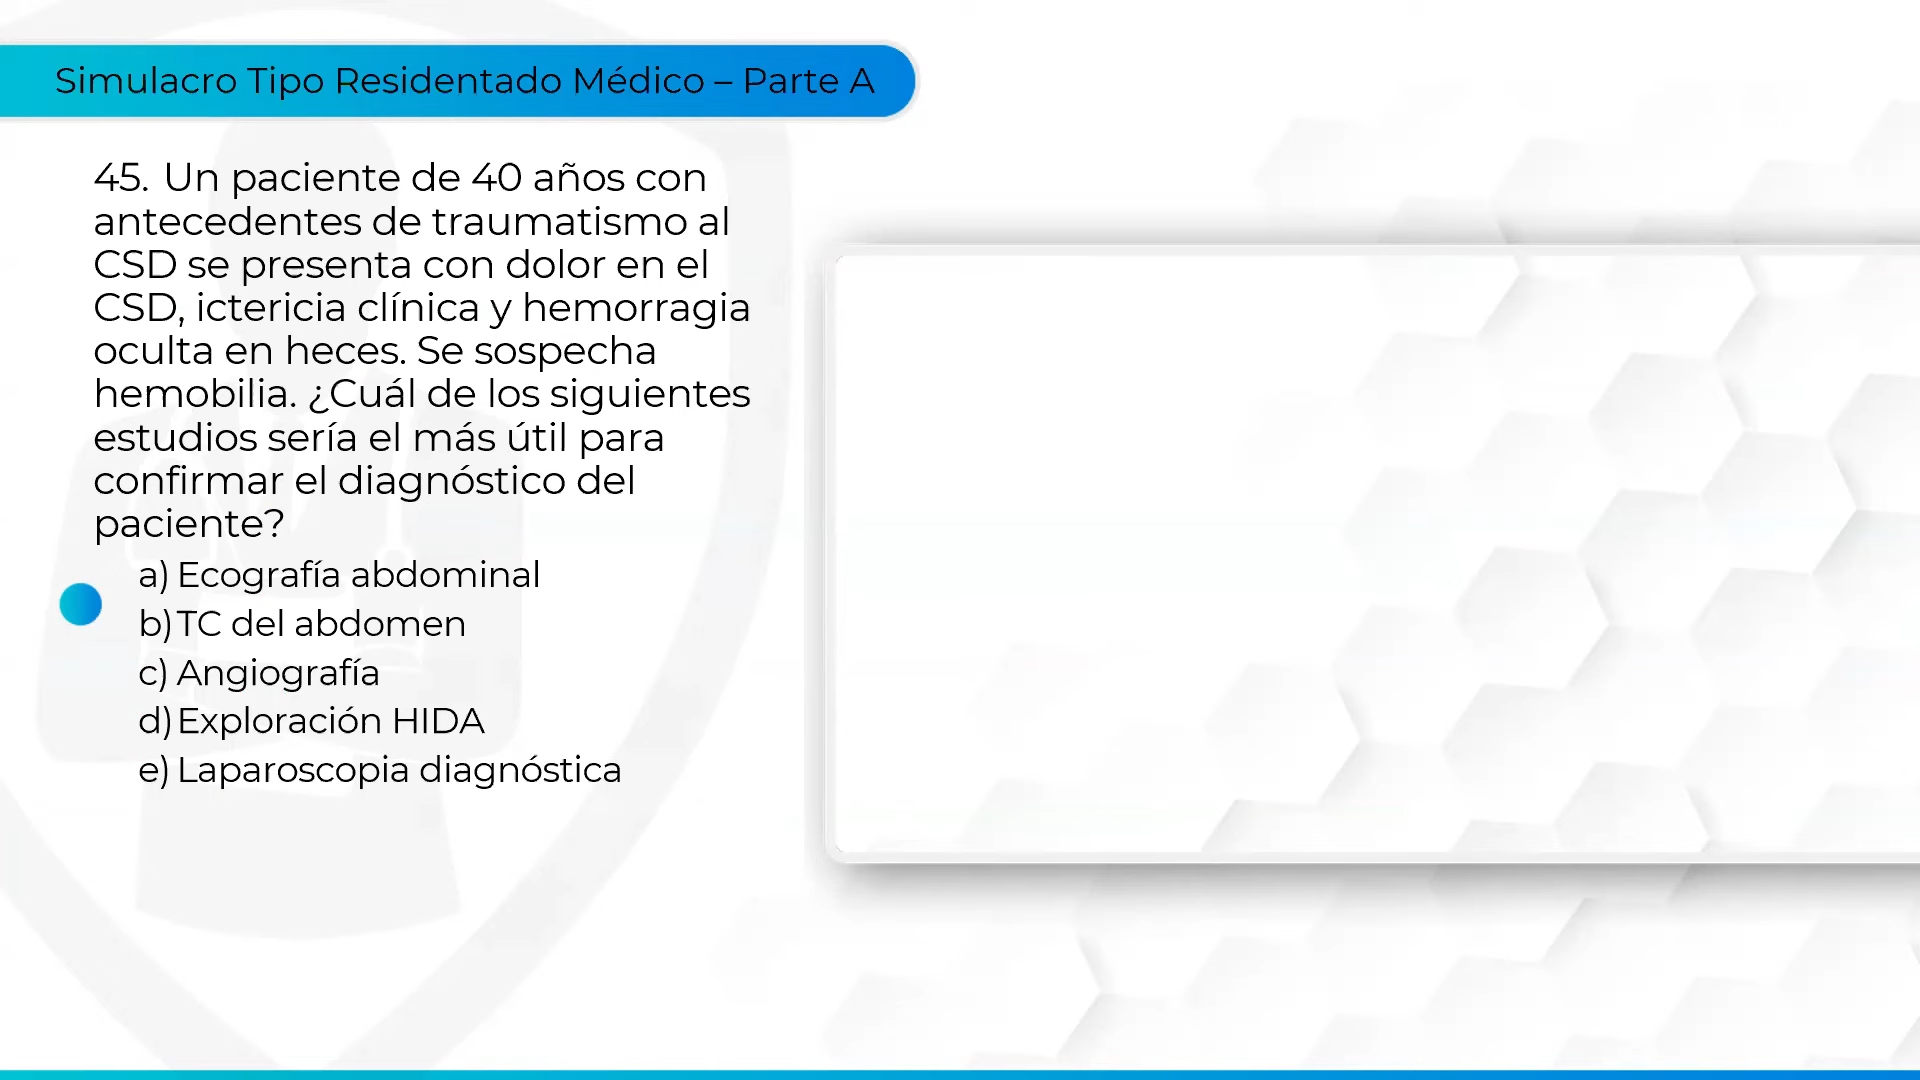 Simulacro Tipo Residentado Médico – Parte A
45. Un paciente de 40 años con
antecedentes de traumatismo al
CSD se presenta con dolor en el
CSD, ictericia clínica y hemorragia
oculta en heces. Se sospecha
hemobilia. ¿Cuál de los siguientes
estudios sería el más útil para
confirmar el diagnóstico del
paciente?
a) Ecografía abdominal
b) TC del abdomen
c) Angiografía
d) Exploración HIDA
e) Laparoscopia diagnóstica